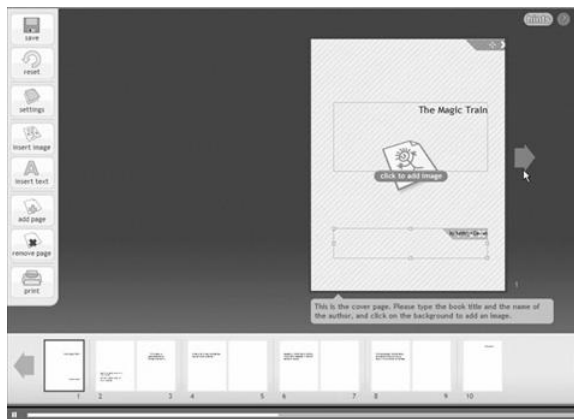 hints
save
reset
settings
insert image
insert text
add page
remove page
print
The Magic Train
click to add image
1
This is the cover page. Please type the book title and the name of
the author, and click on the background to add an image.
1 2 3 4 5 6 7 8 9 10